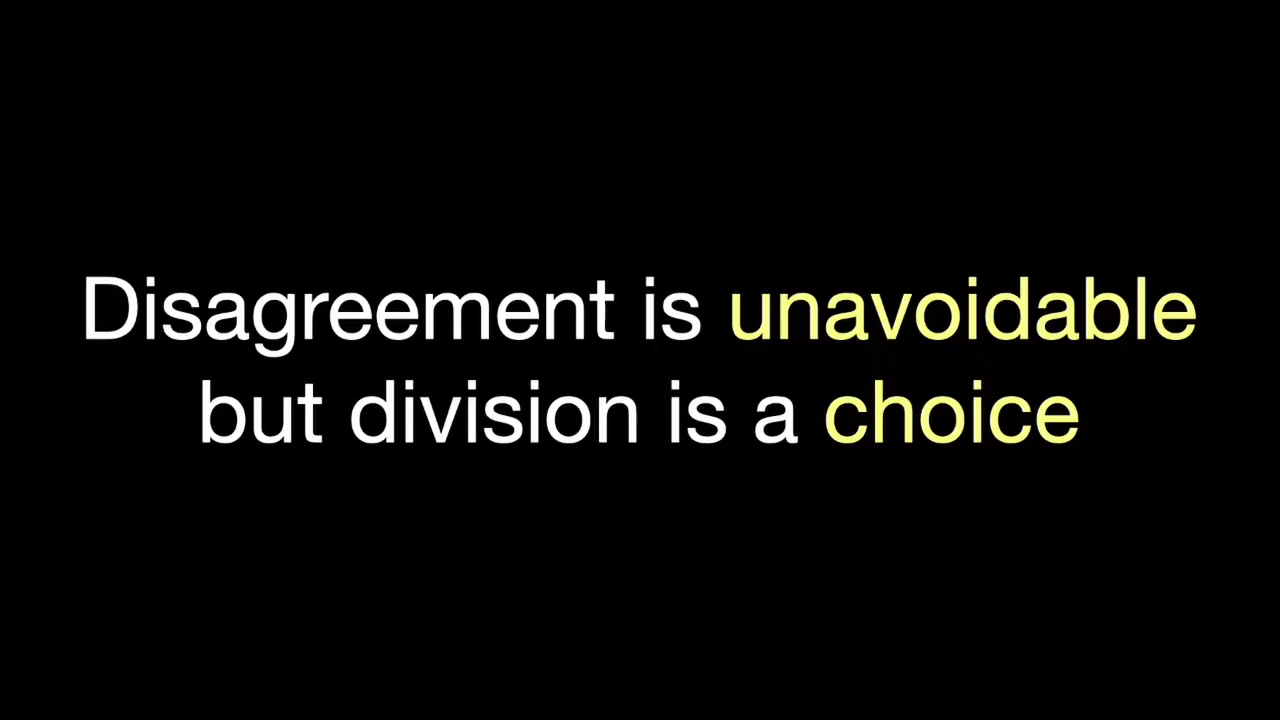 Disagreement is unavoidable
but division is a choice